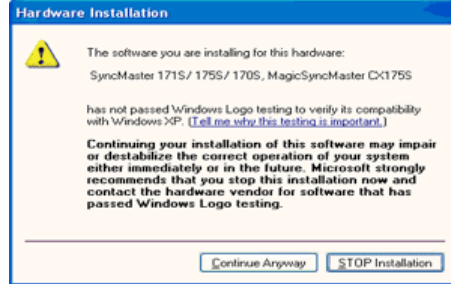 Hardware Installation
The software you are installing for this hardware:
SyncMaster 171S/ 175S/ 170S, MagicSyncMaster CX175S
has not passed Windows Logo testing to verify its compatibility
with Windows XP. (Tell me why this testing is important.)
Continuing your installation of this software may impair
or destabilize the correct operation of your system
either immediately or in the future. Microsoft strongly
recommends that you stop this installation now and
contact the hardware vendor for software that has
passed Windows Logo testing.
Continue Anyway
STOP Installation